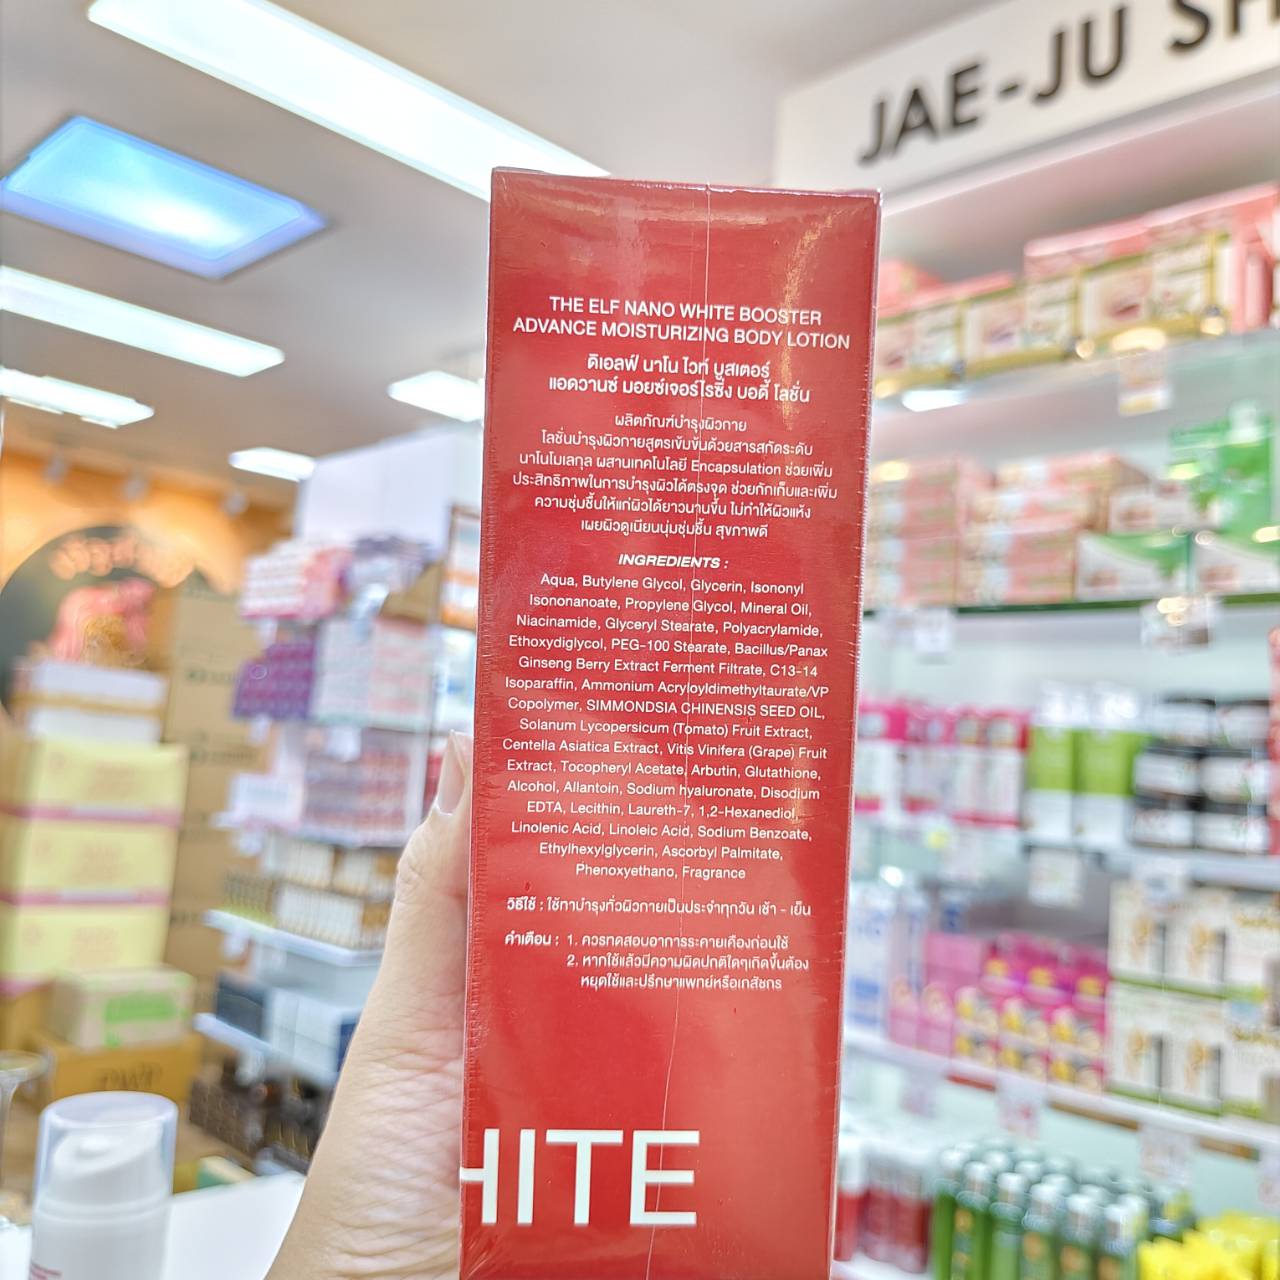 JAE-JU SH
THE ELF NANO WHITE BOOSTER
ADVANCE MOISTURIZING BODY LOTION
ดิเอลฟ์ นาโน ไวท์ บูสเตอร์
แอดวานซ์ มอยซ์เจอร์ไรซิ่ง บอดี้ โลชั่น
ผลิตภัณฑ์บำรุงผิวกาย
โลชั่นบำรุงผิวกายสูตรเข้มข้นด้วยสารสกัดระดับ
นาโนโมเลกุล ผสานเทคโนโลยี Encapsulation ช่วยเพิ่ม
ประสิทธิภาพในการบำรุงผิวได้ตรงจุด ช่วยกักเก็บและเพิ่ม
ความชุ่มชื้นให้แก่ผิวได้ยาวนานขึ้น ไม่ทำให้ผิวแห้ง
เผยผิวดูเนียนนุ่มชุ่มชื้น สุขภาพดี
INGREDIENTS :
Aqua, Butylene Glycol, Glycerin, Isononyl
Isononanoate, Propylene Glycol, Mineral Oil,
Niacinamide, Glyceryl Stearate, Polyacrylamide,
Ethoxydiglycol, PEG-100 Stearate, Bacillus/Panax
Ginseng Berry Extract Ferment Filtrate, C13-14
Isoparaffin, Ammonium Acryloyldimethyltaurate/VP
Copolymer, SIMMONDSIA CHINENSIS SEED OIL,
Solanum Lycopersicum (Tomato) Fruit Extract,
Centella Asiatica Extract, Vitis Vinifera (Grape) Fruit
Extract, Tocopheryl Acetate, Arbutin, Glutathione,
Alcohol, Allantoin, Sodium hyaluronate, Disodium
EDTA, Lecithin, Laureth-7, 1,2-Hexanediol,
Linolenic Acid, Linoleic Acid, Sodium Benzoate,
Ethylhexylglycerin, Ascorbyl Palmitate,
Phenoxyethano, Fragrance
วิธีใช้ : ใช้ทาบำรุงทั่วผิวกายเป็นประจำทุกวัน เช้า - เย็น
คำเตือน : 1. ควรทดสอบอาการระคายเคืองก่อนใช้
2. หากใช้แล้วมีความผิดปกติใดๆเกิดขึ้นต้อง
หยุดใช้และปรึกษาแพทย์หรือเภสัชกร
HITE